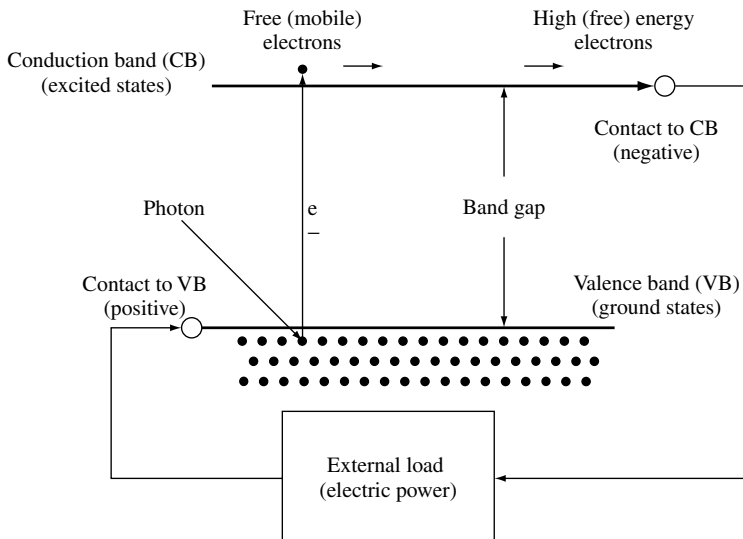 Free (mobile)
electrons
High (free) energy
electrons
Conduction band (CB)
(excited states)
Contact to CB
(negative)
Photon
e
–
Band gap
Contact to VB
(positive)
Valence band (VB)
(ground states)
External load
(electric power)